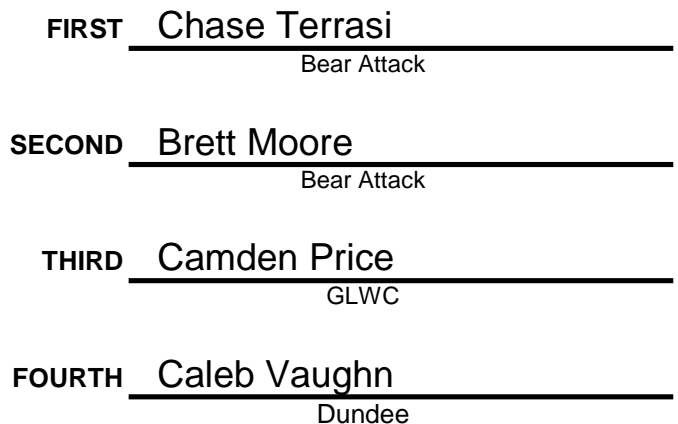 FIRST Chase Terrasi
Bear Attack
SECOND Brett Moore
Bear Attack
THIRD Camden Price
GLWC
FOURTH Caleb Vaughn
Dundee